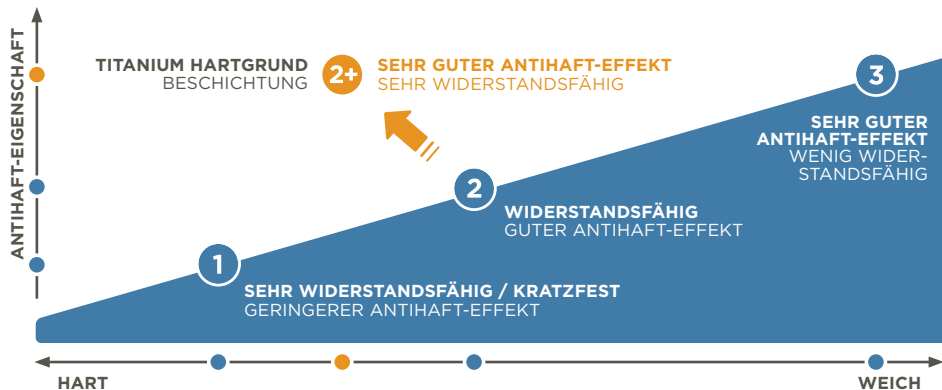 ANTIHAFT-EIGENSCHAFT
TITANIUM HARTGRUND
BESCHICHTUNG
2+
SEHR GUTER ANTIHAFT-EFFEKT
SEHR WIDERSTANDSFÄHIG
3
SEHR GUTER
ANTIHAFT-EFFEKT
WENIG WIDER-
STANDSFÄHIG
2
WIDERSTANDSFÄHIG
GUTER ANTIHAFT-EFFEKT
1
SEHR WIDERSTANDSFÄHIG / KRATZFEST
GERINGERER ANTIHAFT-EFFEKT
HART
WEICH